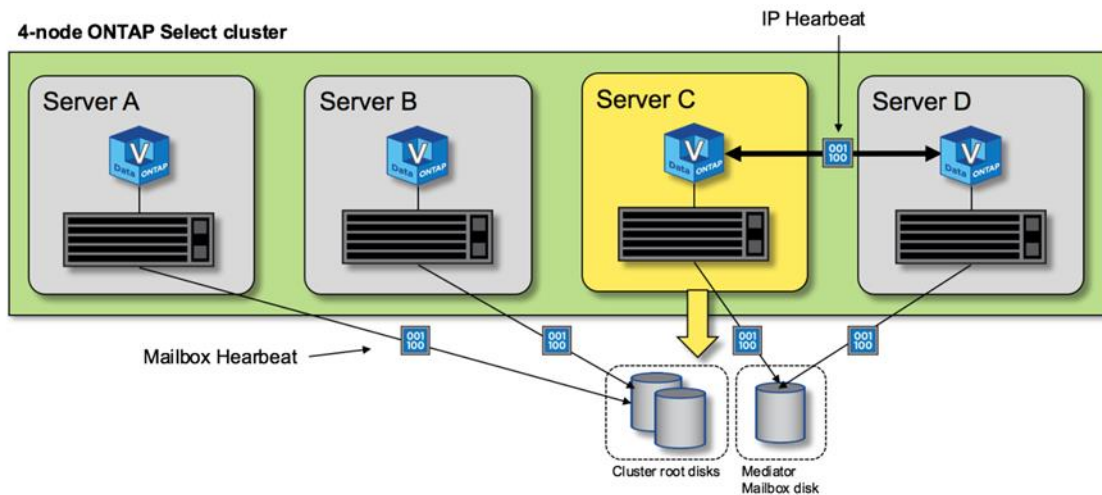 IP Hearbeat
4-node ONTAP Select cluster
Server A
Server B
Server C
Server D
V
Data ONTAP
V
Data ONTAP
V
Data ONTAP
V
Data ONTAP
001
100
Mailbox Hearbeat
001
100
001
100
001
100
001
100
Cluster root disks
Mediator
Mailbox disk